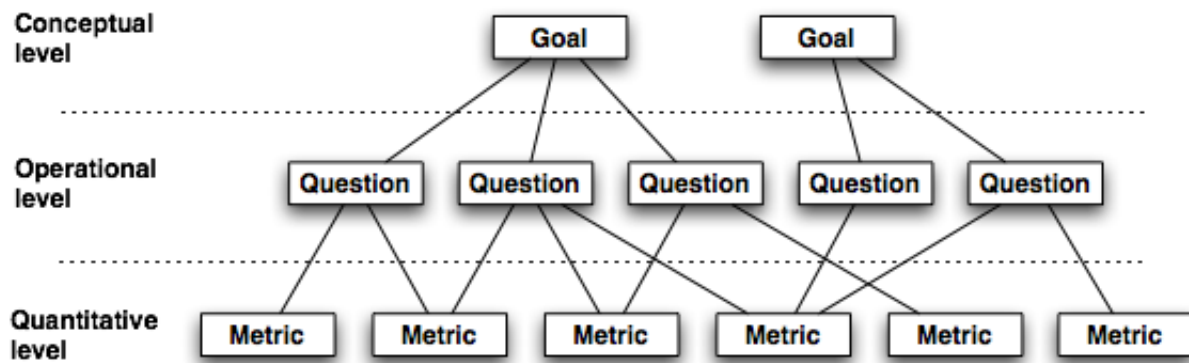 Conceptual
level
Goal
Goal
Operational
level
Question
Question
Question
Question
Question
Quantitative
level
Metric
Metric
Metric
Metric
Metric
Metric